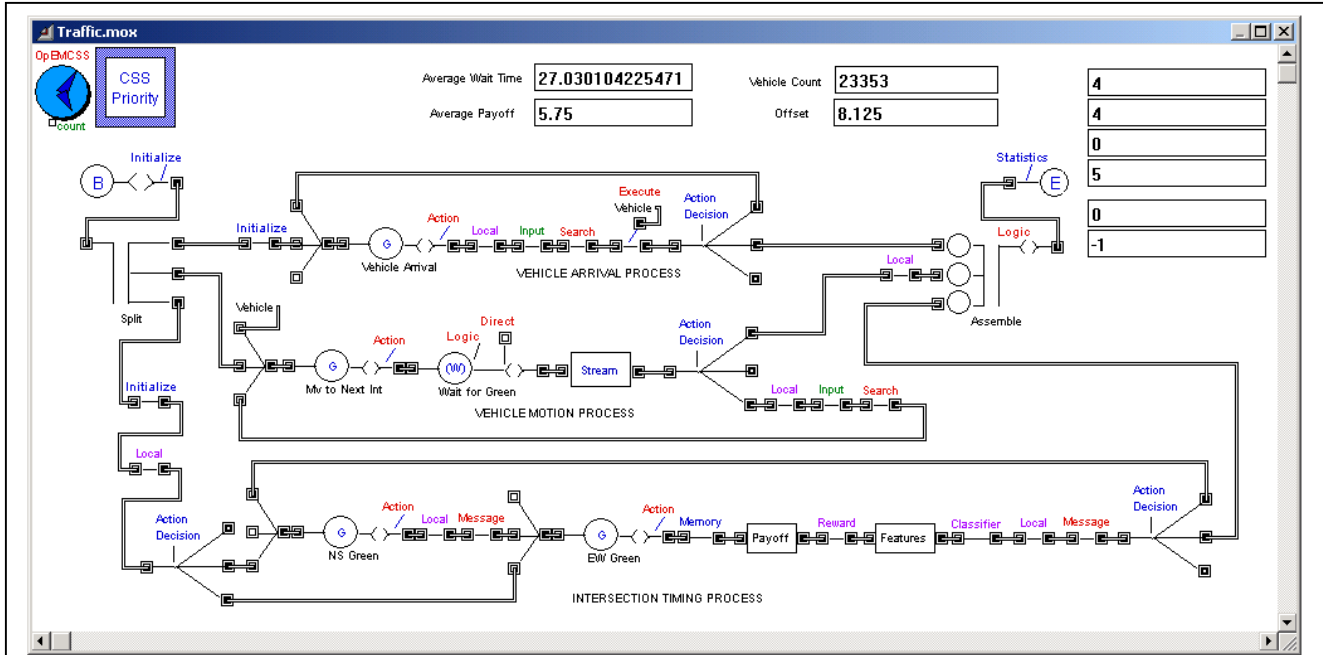 Traffic.mox
OpEMCSS
CSS
Priority
count
Average Wait Time 27.030104225471
Vehicle Count 23353
Average Payoff 5.75
Offset 8.125
4
4
0
5
0
-1
Initialize
B
Statistics
E
Execute
Vehicle
Action
Decision
Initialize
Action
Local
Input
Search
G
Vehicle Arrival
VEHICLE ARRIVAL PROCESS
Logic
Local
Split
Assemble
Vehicle
Direct
Logic
Action
Action
Decision
G
(W)
Stream
Mv to Next Int
Wait for Green
Local
Input
Search
VEHICLE MOTION PROCESS
Initialize
Local
Action
Decision
Action
Local
Message
G
NS Green
Action
Memory
G
EW Green
Payoff
Reward
Features
Classifier
Local
Message
Action
Decision
INTERSECTION TIMING PROCESS